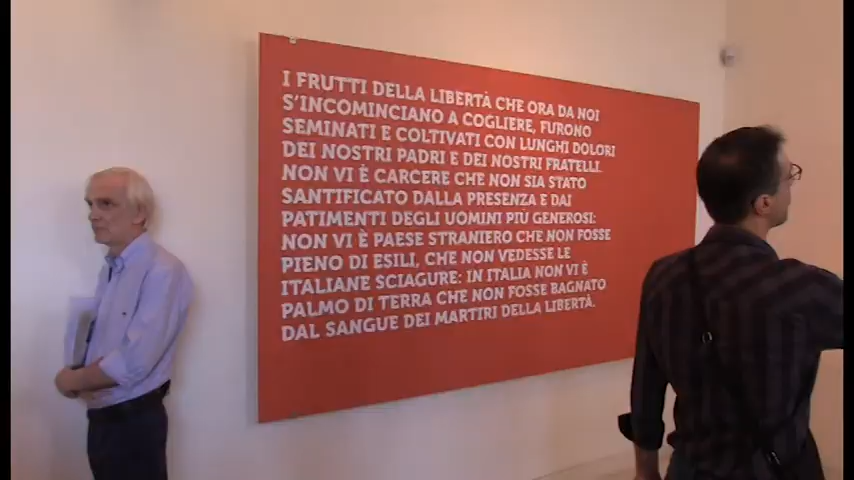 I FRUTTI DELLA LIBERTÀ CHE ORA DA NOI
S'INCOMINCIANO A COGLIERE, FURONO
SEMINATI E COLTIVATI CON LUNGHI DOLORI
DEI NOSTRI PADRI E DEI NOSTRI FRATELLI.
NON VI È CARCERE CHE NON SIA STATO
SANTIFICATO DALLA PRESENZA E DAI
PATIMENTI DEGLI UOMINI PIÙ GENEROSI:
NON VI È PAESE STRANIERO CHE NON FOSSE
PIENO DI ESILI, CHE NON VEDESSE LE
ITALIANE SCIAGURE: IN ITALIA NON VI È
PALMO DI TERRA CHE NON FOSSE BAGNATO
DAL SANGUE DEI MARTIRI DELLA LIBERTÀ.